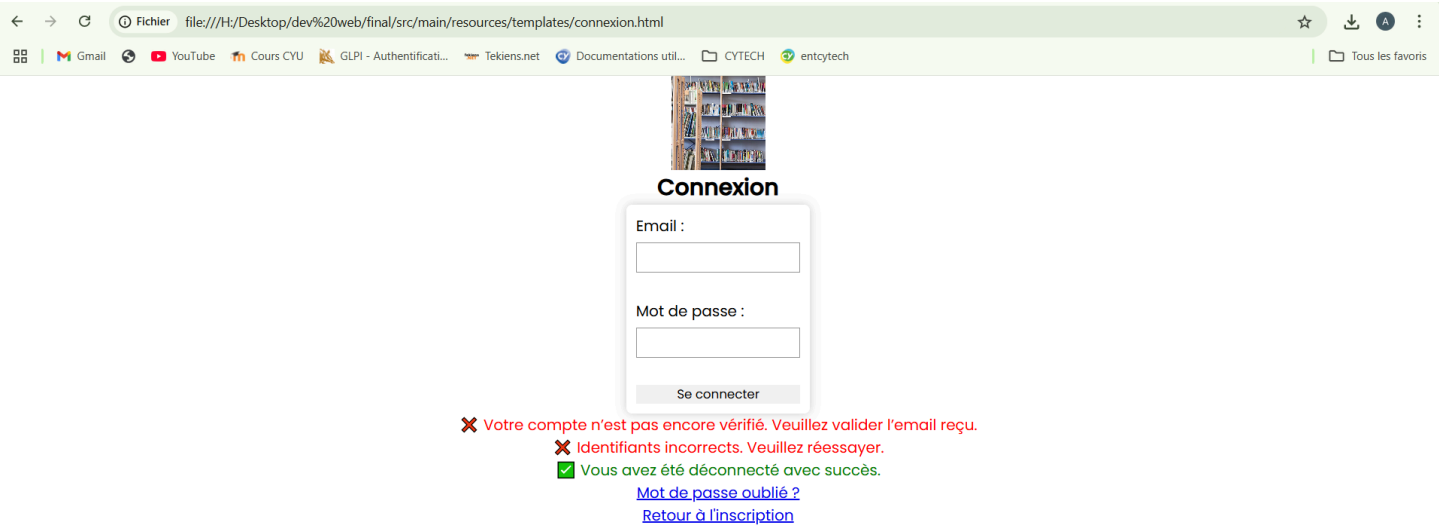 Fichier file:///H:/Desktop/dev%20web/final/src/main/resources/templates/connexion.html A
Gmail YouTube Cours CYU GLPI - Authentificati... Tekiens.net Documentations util... CYTECH entcytech Tous les favoris
Connexion
Email :
Mot de passe :
Se connecter
❌ Votre compte n’est pas encore vérifié. Veuillez valider l’email reçu.
❌ Identifiants incorrects. Veuillez réessayer.
✅ Vous avez été déconnecté avec succès.
Mot de passe oublié ?
Retour à l'inscription